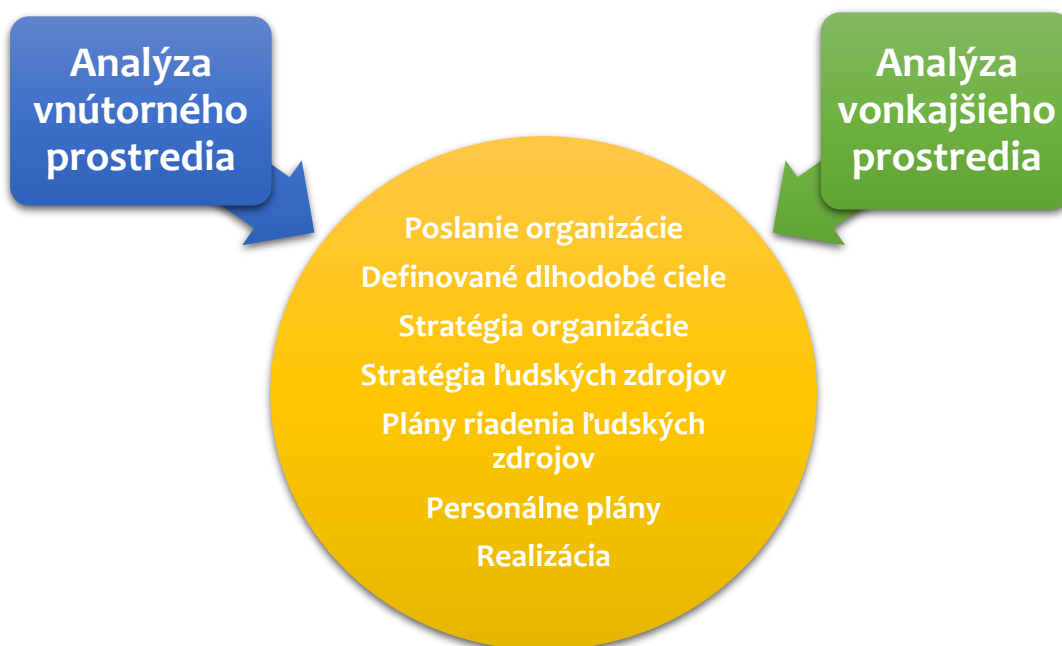 Analýza
vnútorného
prostredia
Analýza
vonkajšieho
prostredia
Poslanie organizácie
Definované dlhodobé ciele
Stratégia organizácie
Stratégia ľudských zdrojov
Plány riadenia ľudských
zdrojov
Personálne plány
Realizácia